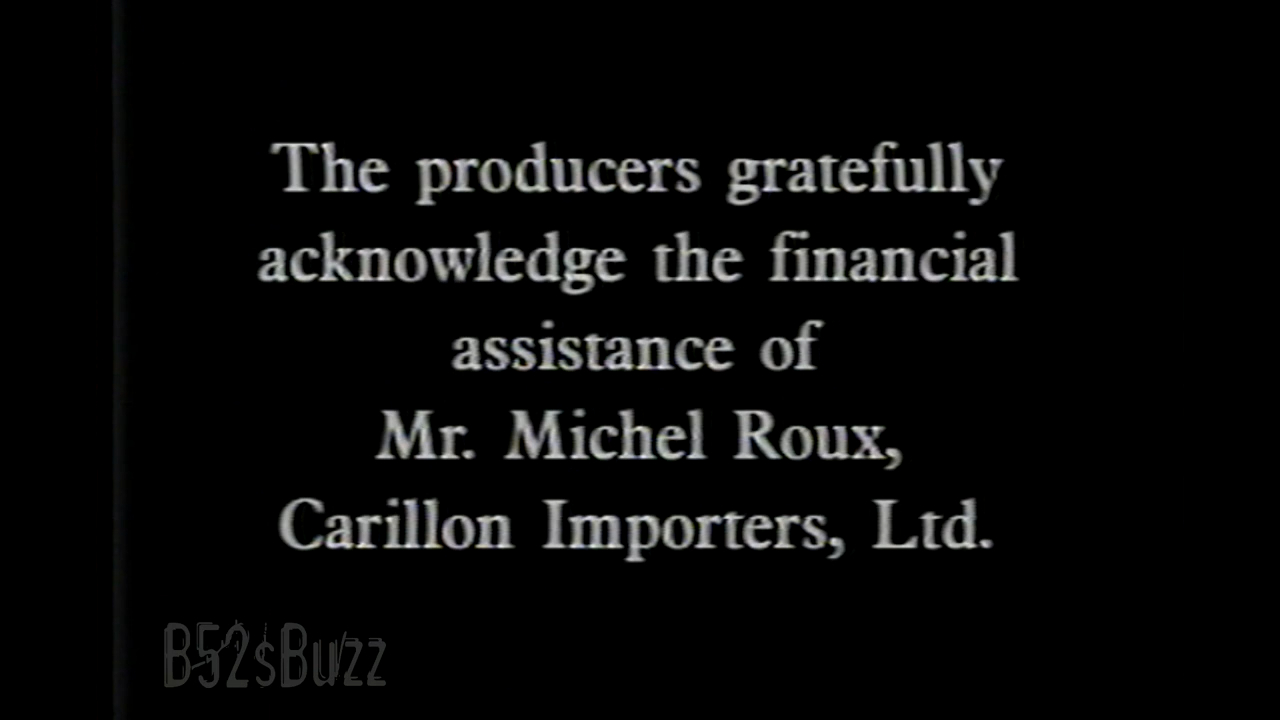 The producers gratefully
acknowledge the financial
assistance of
Mr. Michel Roux,
Carillon Importers, Ltd.
B52sBuzz